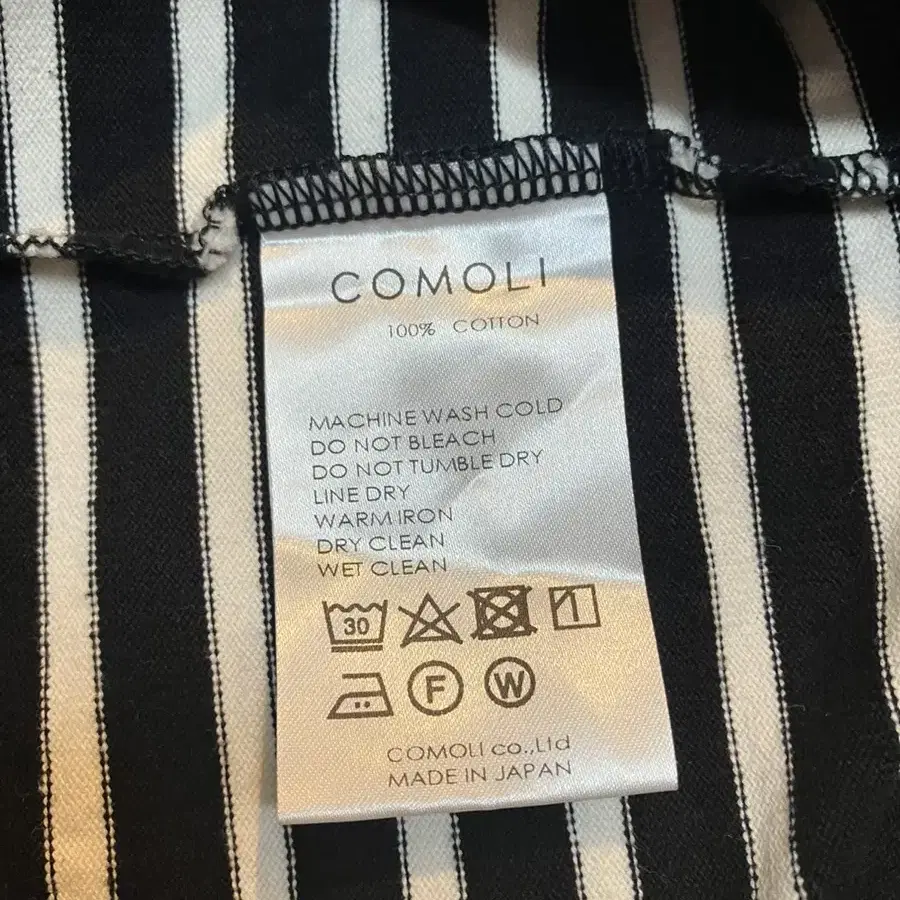 COMOLI
100% COTTON
MACHINE WASH COLD
DO NOT BLEACH
DO NOT TUMBLE DRY
LINE DRY
WARM IRON
DRY CLEAN
WET CLEAN
30
F W
COMOLI co.,Ltd
MADE IN JAPAN